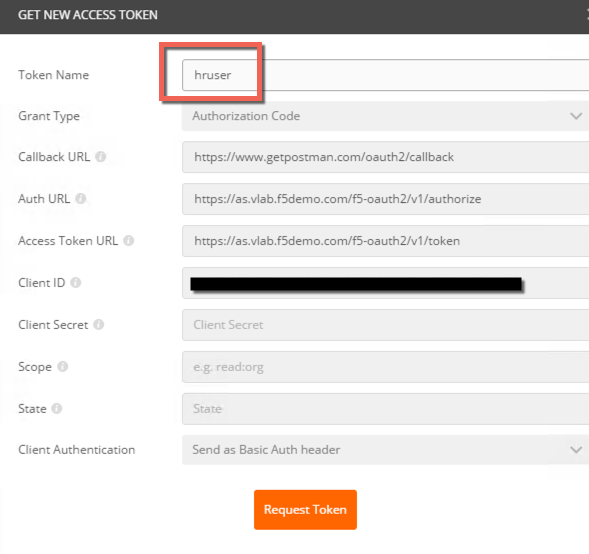 GET NEW ACCESS TOKEN
Token Name hruser
Grant Type Authorization Code
Callback URL https://www.getpostman.com/oauth2/callback
Auth URL https://as.vlab.f5demo.com/f5-oauth2/v1/authorize
Access Token URL https://as.vlab.f5demo.com/f5-oauth2/v1/token
Client ID
Client Secret Client Secret
Scope e.g. read:org
State State
Client Authentication Send as Basic Auth header
Request Token